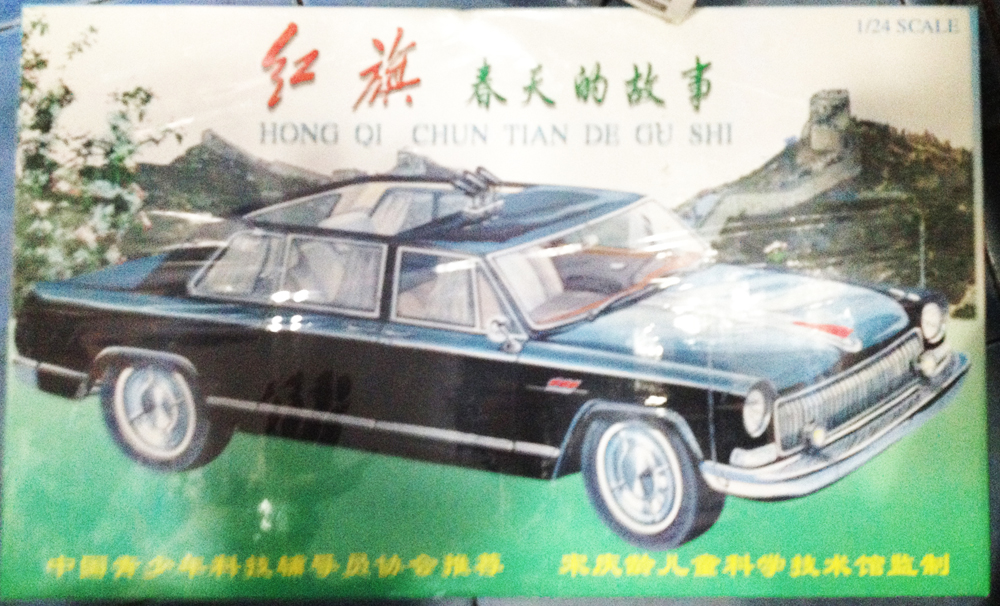 1/24 SCALE
红旗 春天的故事
HONG QI CHUN TIAN DE GU SHI
中国青少年科技辅导员协会推荐 宋庆龄儿童科学技术馆监制